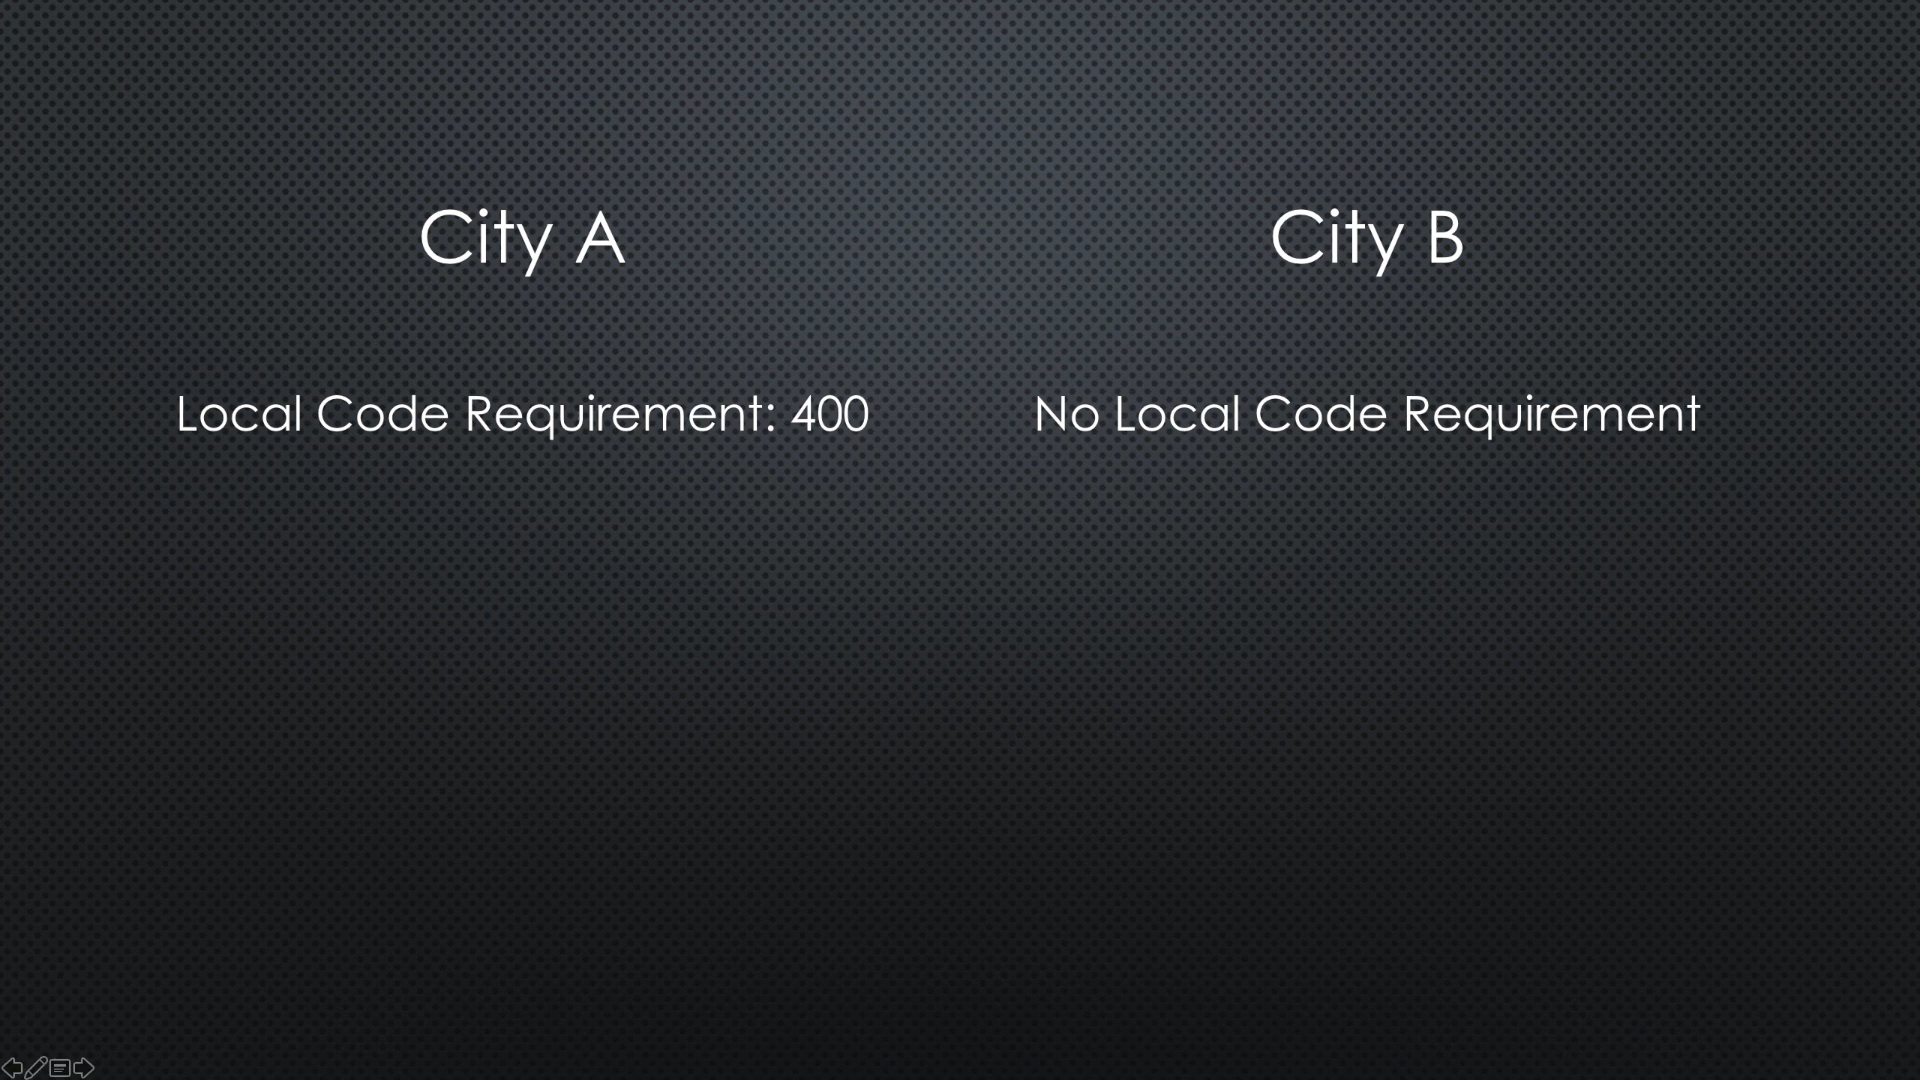 City A
Local Code Requirement: 400
City B
No Local Code Requirement